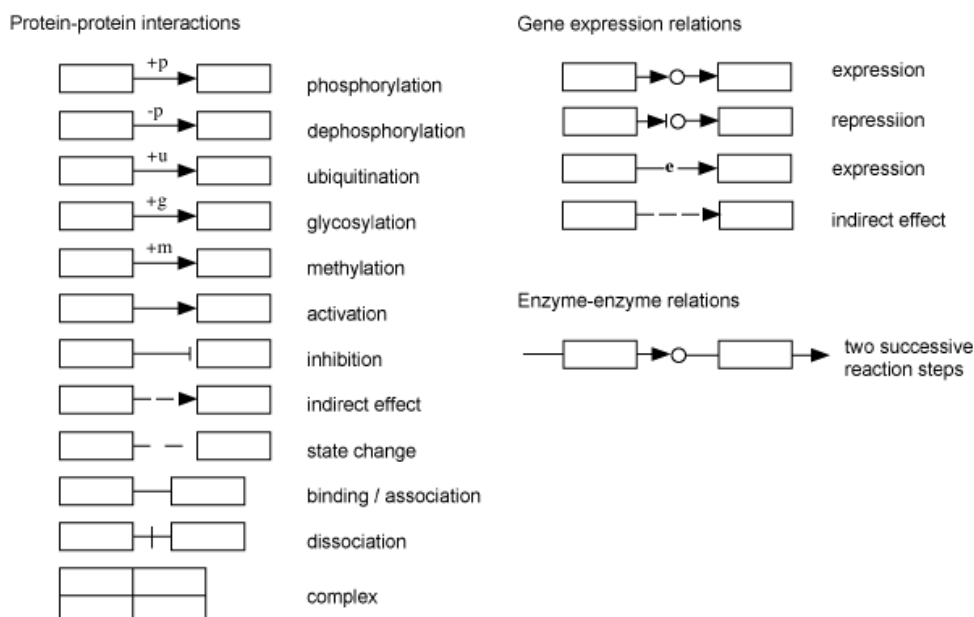 Protein-protein interactions
+p
phosphorylation
-p
dephosphorylation
+u
ubiquitination
+g
glycosylation
+m
methylation
activation
inhibition
indirect effect
state change
binding / association
dissociation
complex
Gene expression relations
expression
repressiion
e
expression
indirect effect
Enzyme-enzyme relations
two successive
reaction steps